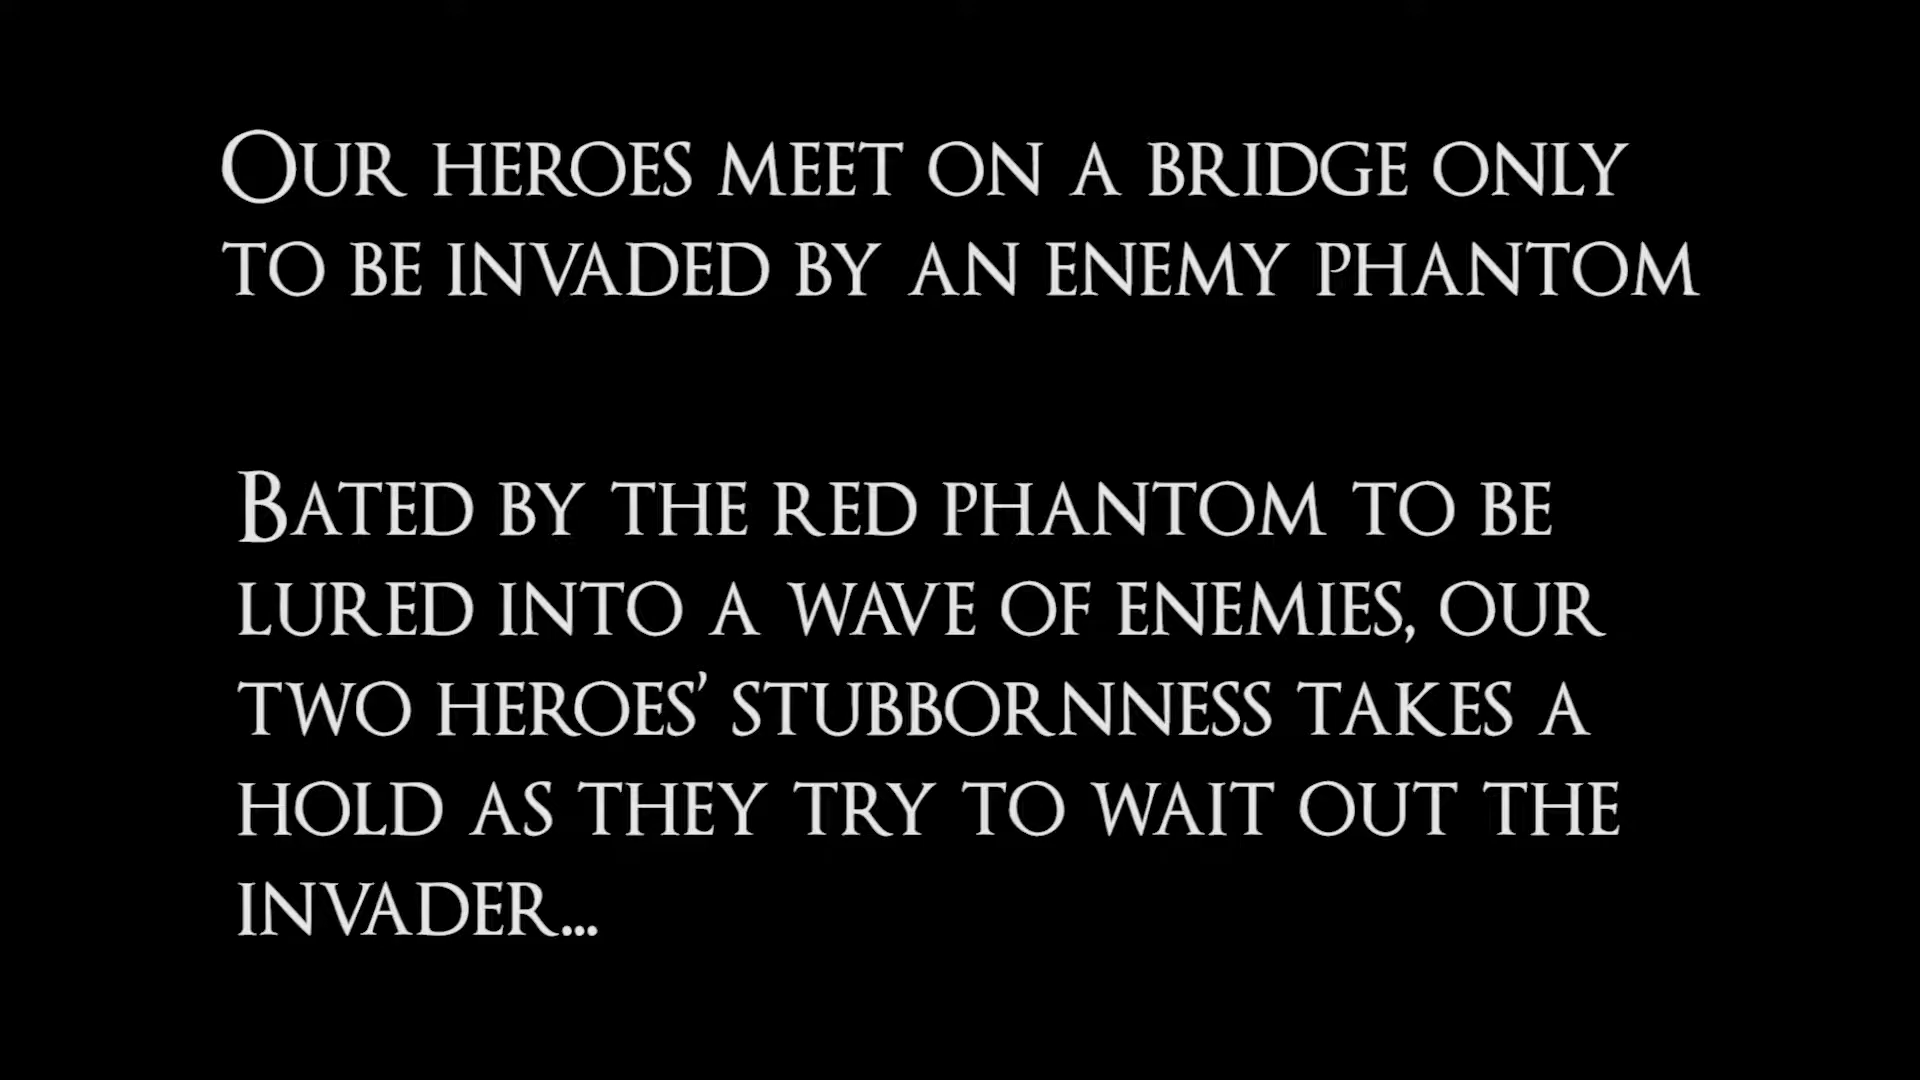 Our heroes meet on a bridge only
to be invaded by an enemy phantom
Bated by the red phantom to be
lured into a wave of enemies, our
two heroes’ stubbornness takes a
hold as they try to wait out the
invader...